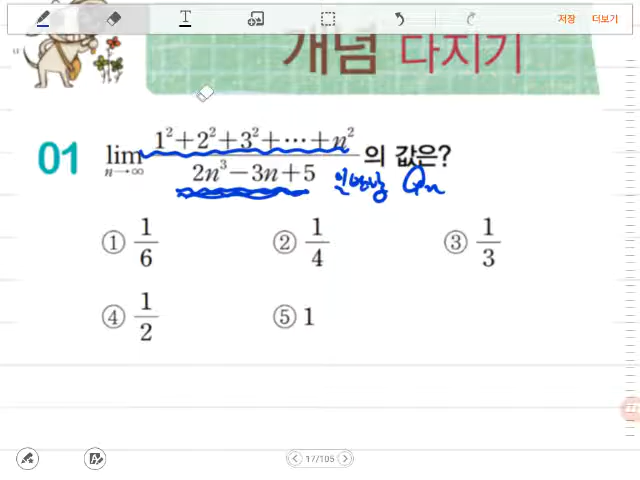 저장 더보기
개념 다지기
01 lim n→∞ 1²+2²+3²+⋯+n² / 2n³−3n+5 의 값은?
① 1/6 ② 1/4 ③ 1/3
④ 1/2 ⑤ 1
17/105